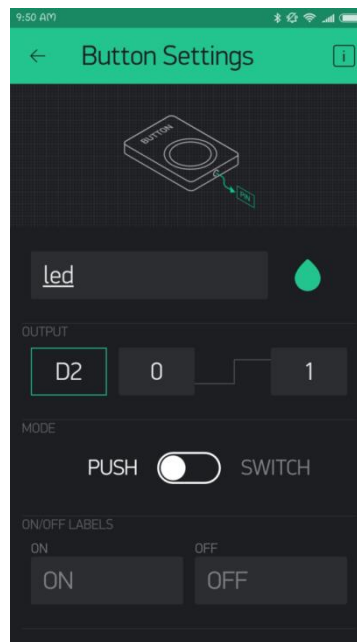 9:50 AM
← Button Settings i
BUTTON
PIN
led
OUTPUT
D2 0 1
MODE
PUSH SWITCH
ON/OFF LABELS
ON OFF
ON OFF